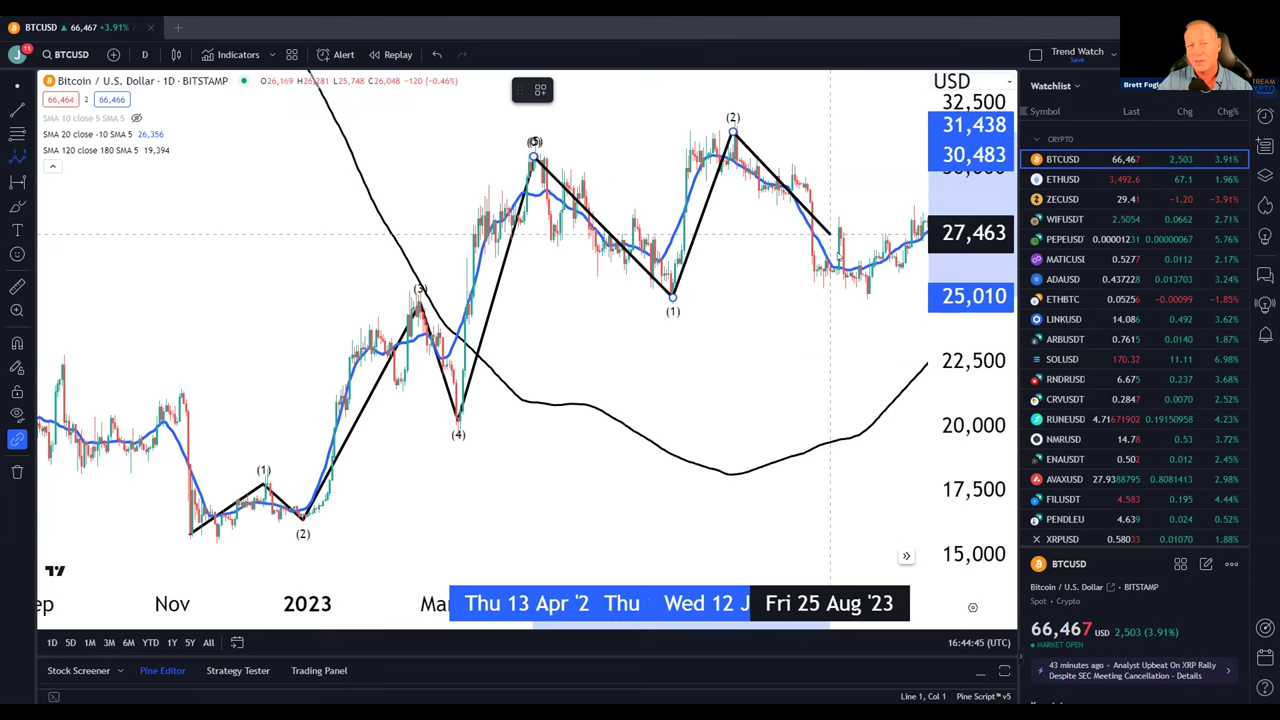 BTCUSD 66,467 +3.91%
11
BTCUSD D Indicators Alert Replay
Trend Watch
Save
Brett Fogle
Bitcoin / U.S. Dollar · 1D · BITSTAMP O26,169 H26,281 L25,748 C26,048 −120 (−0.46%)
66,464 2 66,466
SMA 10 close 5 SMA 5
SMA 20 close -10 SMA 5 26,356
SMA 120 close 180 SMA 5 19,394
USD
32,500
31,438
30,483
27,463
25,010
22,500
20,000
17,500
15,000
(1)
(2)
(3)
(4)
(5)
(1)
(2)
Nov
2023
Thu 13 Apr '2
Thu
Wed 12 J
Fri 25 Aug '23
1D 5D 1M 3M 6M YTD 1Y 5Y All
16:44:45 (UTC)
Stock Screener Pine Editor Strategy Tester Trading Panel
Line 1, Col 1 Pine Script™ v5
Watchlist
Symbol Last Chg Chg%
CRYPTO
BTCUSD 66,467 2,503 3.91%
ETHUSD 3,492.6 67.1 1.96%
ZECUSD 29.41 −1.20 −3.91%
WIFUSDT 2.5054 0.0662 2.71%
PEPEUSD 0.00001231 0.00000067 5.76%
MATICUSD 0.5277 0.0112 2.17%
ADAUSD 0.437228 0.013925 3.24%
ETHBTC 0.05256 −0.00099 −1.85%
LINKUSD 14.086 0.492 3.62%
ARBUSDT 0.7615 0.0140 1.87%
SOLUSD 170.32 11.11 6.98%
RNDRUSD 6.675 0.237 3.68%
CRVUSDT 0.2847 0.0070 2.52%
RUNEUSD 4.71671902 0.19150958 4.23%
NMRUSD 14.78 0.53 3.72%
ENAUSDT 0.502 0.012 2.45%
AVAXUSD 27.9388795 0.8081413 2.98%
FILUSDT 4.583 0.195 4.44%
PENDLEU 4.639 0.024 0.52%
XRPUSD 0.58033 0.01070 1.88%
BTCUSD
Bitcoin / U.S. Dollar BITSTAMP
Spot · Crypto
66,467 USD 2,503 (3.91%)
MARKET OPEN
43 minutes ago · Analyst Upbeat On XRP Rally
Despite SEC Meeting Cancellation - Details